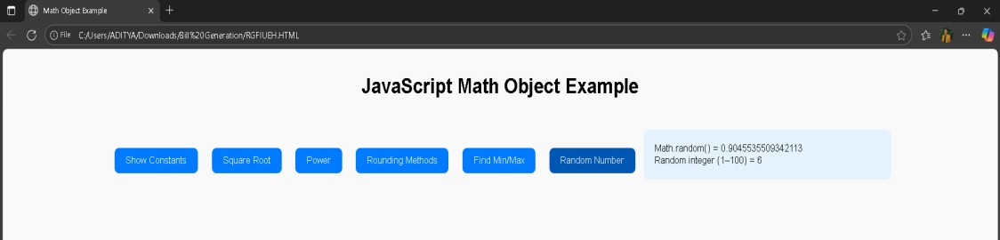 Math Object Example
File C:/Users/ADITYA/Downloads/Bill%20Generation/RGFIUEH.HTML
JavaScript Math Object Example
Show Constants Square Root Power Rounding Methods Find Min/Max Random Number
Math.random() = 0.9045535509342113
Random integer (1–100) = 6